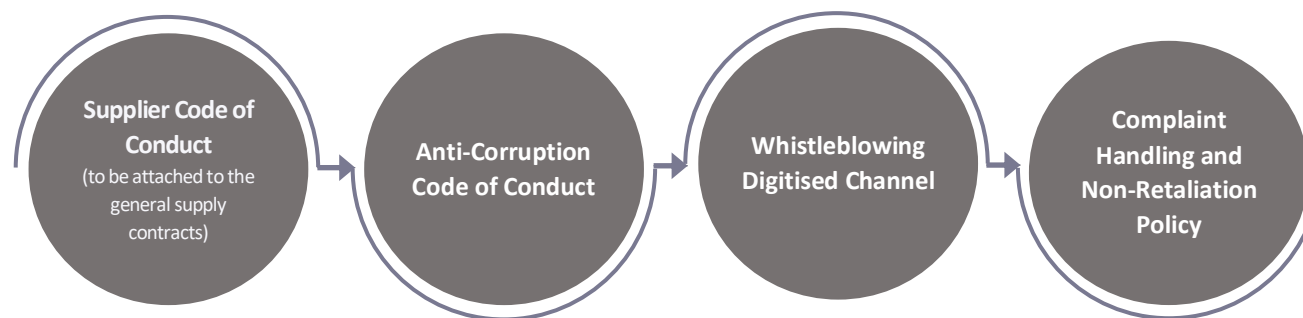 Supplier Code of
Conduct
(to be attached to the
general supply
contracts)
Anti-Corruption
Code of Conduct
Whistleblowing
Digitised Channel
Complaint
Handling and
Non-Retaliation
Policy